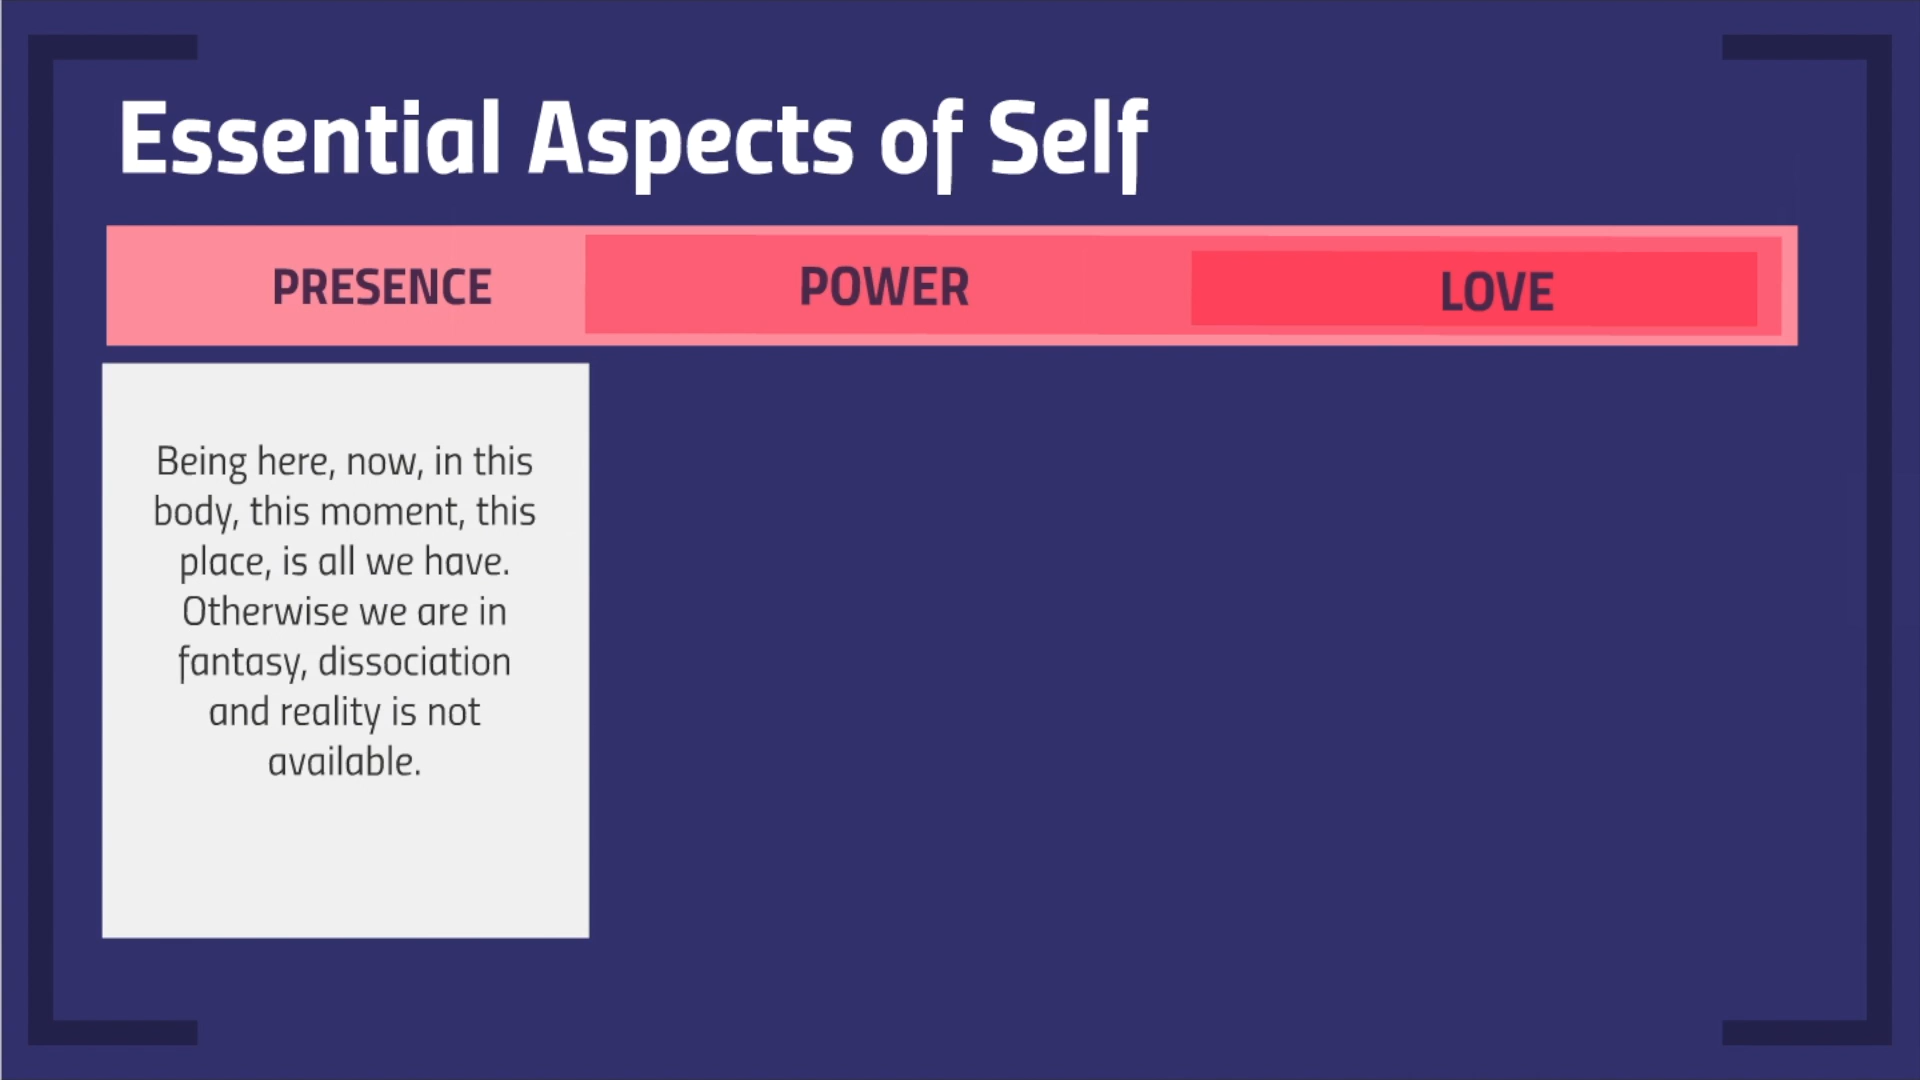 Essential Aspects of Self
PRESENCE
POWER
LOVE
Being here, now, in this
body, this moment, this
place, is all we have.
Otherwise we are in
fantasy, dissociation
and reality is not
available.